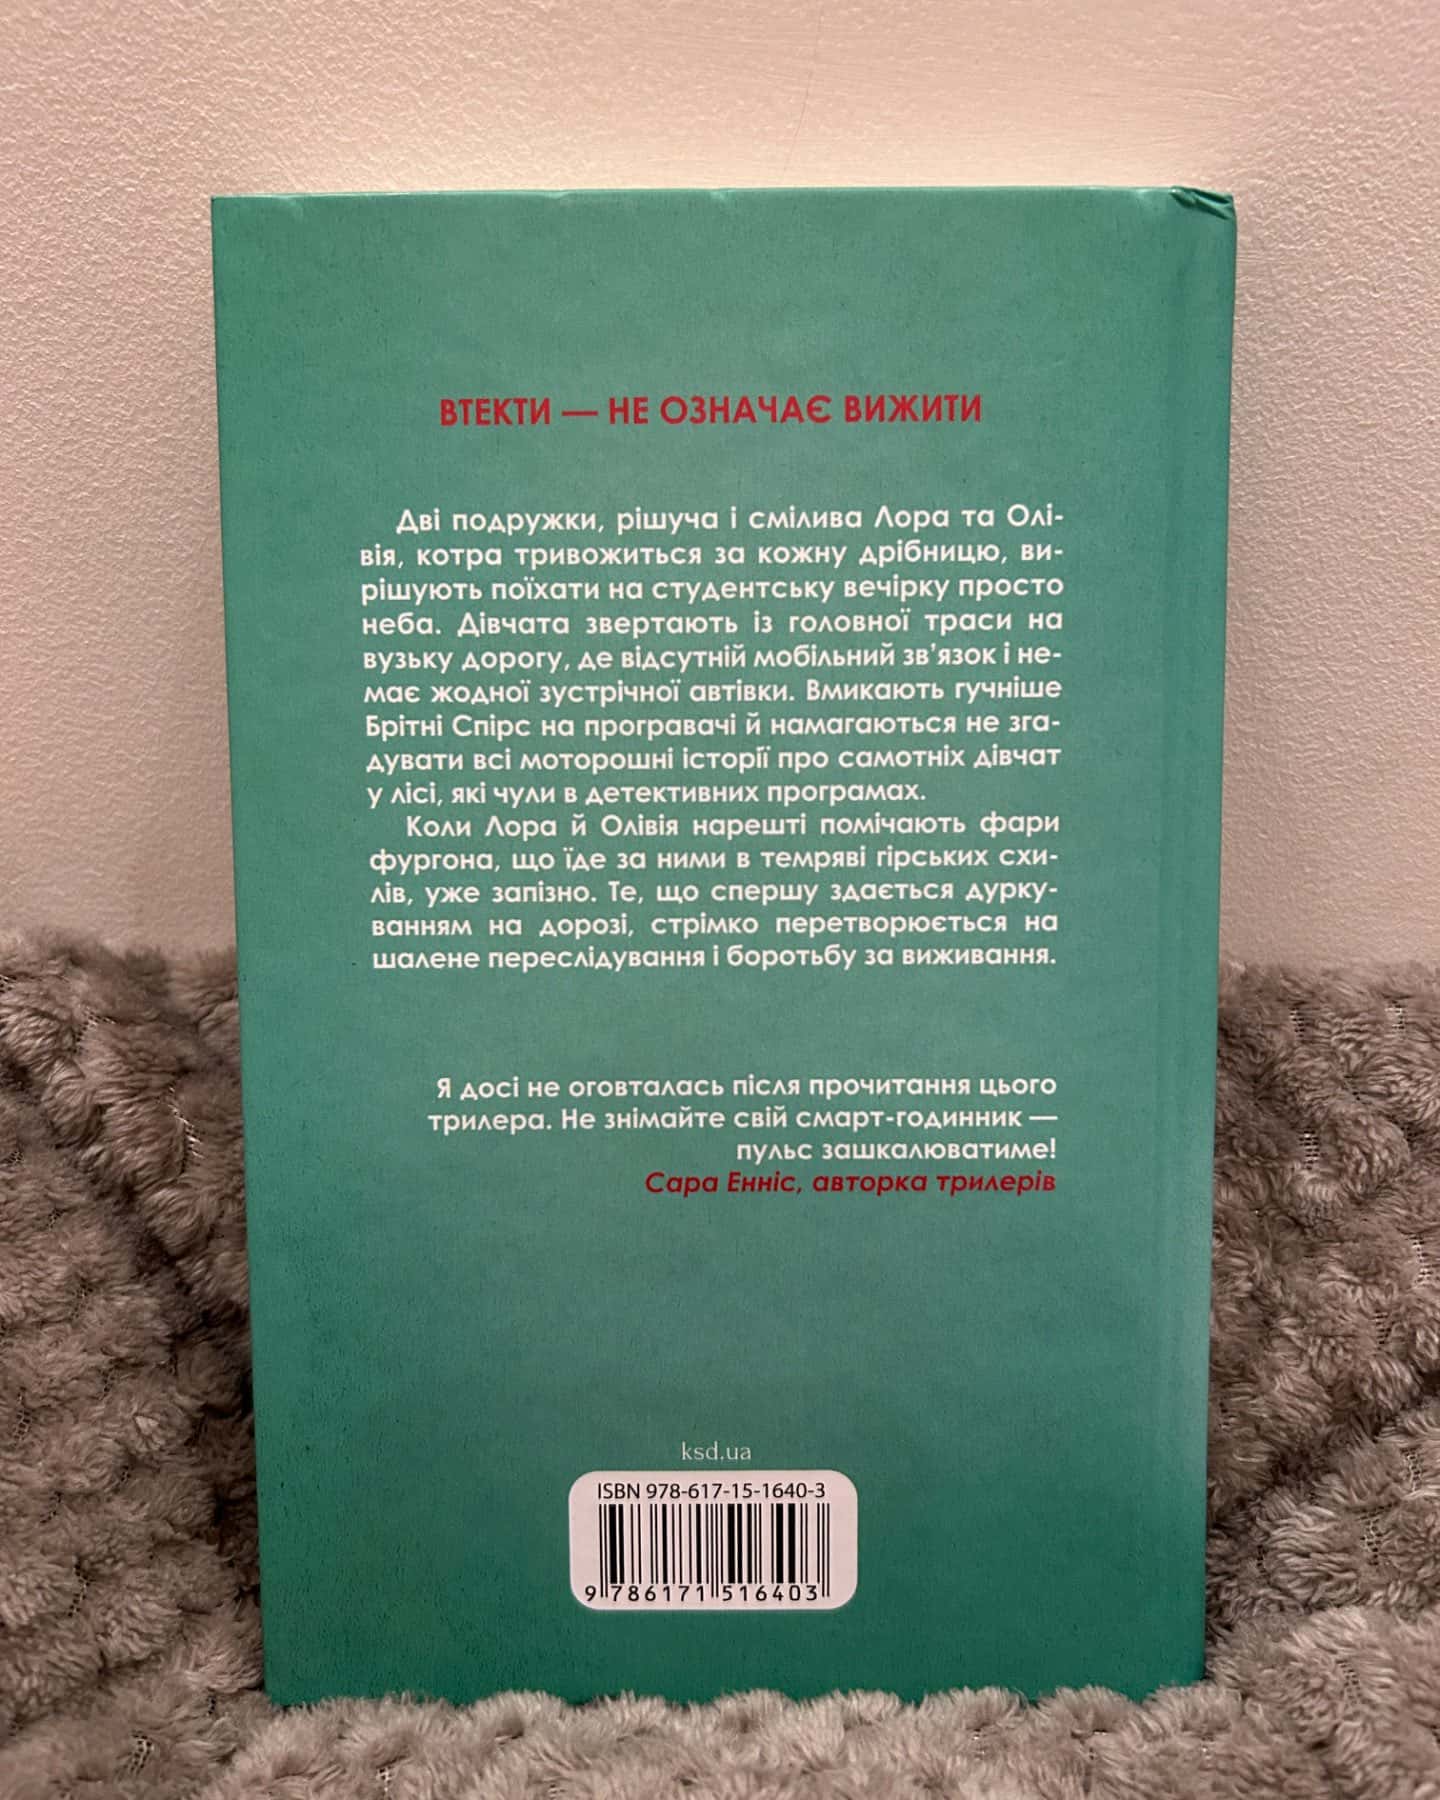 ВТЕКТИ — НЕ ОЗНАЧАЄ ВИЖИТИ
Дві подружки, рішуча і смілива Лора та Олі-
вія, котра тривожиться за кожну дрібницю, ви-
рішують поїхати на студентську вечірку просто
неба. Дівчата звертають із головної траси на
вузьку дорогу, де відсутній мобільний зв’язок і не-
має жодної зустрічної автівки. Вмикають гучніше
Брітні Спірс на програвачі й намагаються не зга-
дувати всі моторошні історії про самотніх дівчат
у лісі, які чули в детективних програмах.
Коли Лора й Олівія нарешті помічають фари
фургона, що їде за ними в темряві гірських схи-
лів, уже запізно. Те, що спершу здається дурку-
ванням на дорозі, стрімко перетворюється на
шалене переслідування і боротьбу за виживання.
Я досі не оговталась після прочитання цього
трилера. Не знімайте свій смарт-годинник —
пульс зашкалюватиме!
Сара Енніс, авторка трилерів
ksd.ua
ISBN 978-617-15-1640-3
9 786171 516403